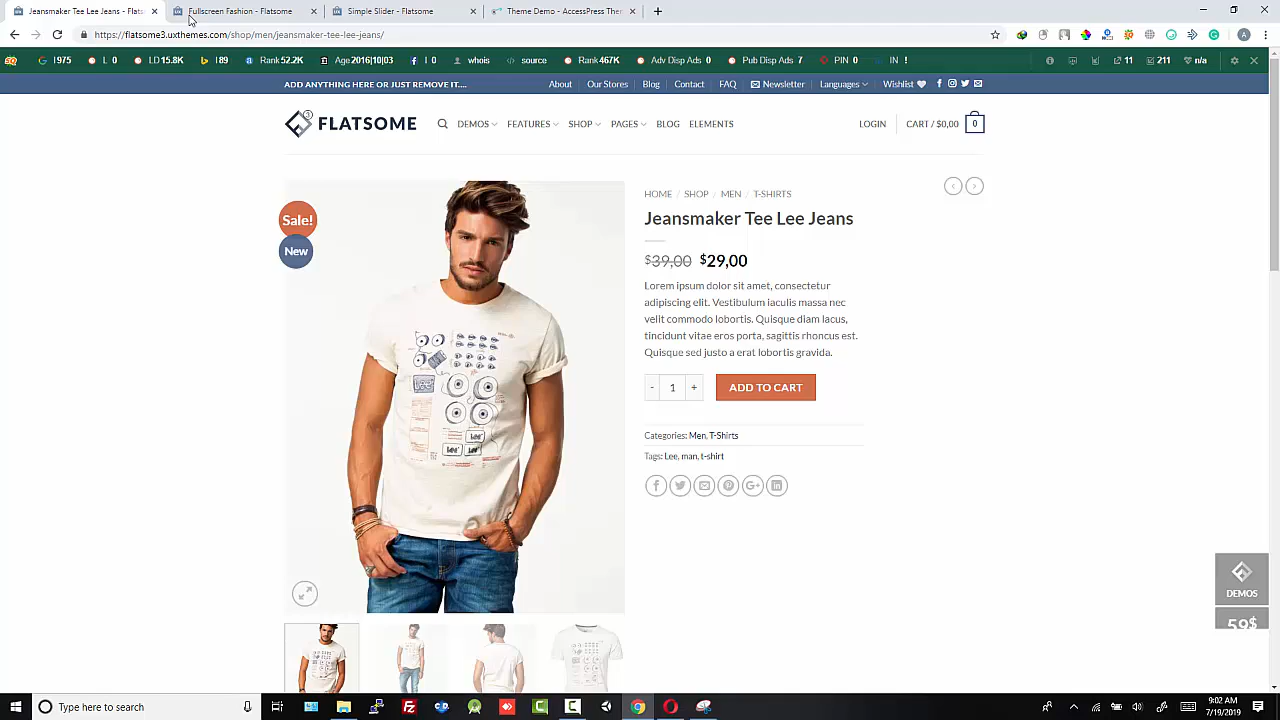 Jeansmaker Tee Lee Jeans - Flats
Fullscreen Fashion - Flatsome
Simple Slider - Flatsome
Theme Demo - AccessPress Them
https://flatsome3.uxthemes.com/shop/men/jeansmaker-tee-lee-jeans/
I 975
L 0
LD 15.8K
I 89
Rank 52.2K
Age 2016|10|03
I 0
whois
source
Rank 467K
Adv Disp Ads 0
Pub Disp Ads 7
PIN 0
IN !
11
211
n/a
ADD ANYTHING HERE OR JUST REMOVE IT....
About
Our Stores
Blog
Contact
FAQ
Newsletter
Languages
Wishlist
3
FLATSOME
DEMOS
FEATURES
SHOP
PAGES
BLOG
ELEMENTS
LOGIN
CART / $0,00
0
HOME / SHOP / MEN / T-SHIRTS
Sale!
New
Jeansmaker Tee Lee Jeans
$39,00 $29,00
Lorem ipsum dolor sit amet, consectetur
adipiscing elit. Vestibulum iaculis massa nec
velit commodo lobortis. Quisque diam lacus,
tincidunt vitae eros porta, sagittis rhoncus est.
Quisque sed justo a erat lobortis gravida.
- 1 +
ADD TO CART
Categories: Men, T-Shirts
Tags: Lee, man, t-shirt
Lee
Lee
DEMOS
59$
Type here to search
9:02 AM
7/19/2019